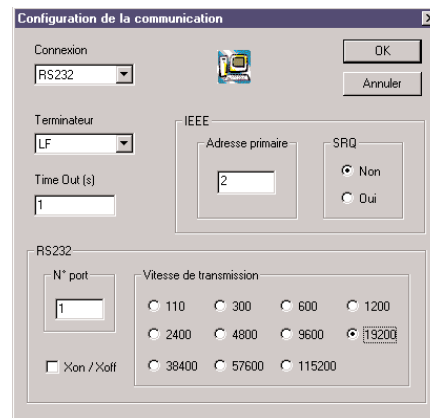 Configuration de la communication
Connexion
RS232
OK
Annuler
Terminateur
LF
Time Out (s)
1
IEEE
Adresse primaire
2
SRQ
Non
Oui
RS232
N° port
1
Xon / Xoff
Vitesse de transmission
110 300 600 1200
2400 4800 9600 19200
38400 57600 115200